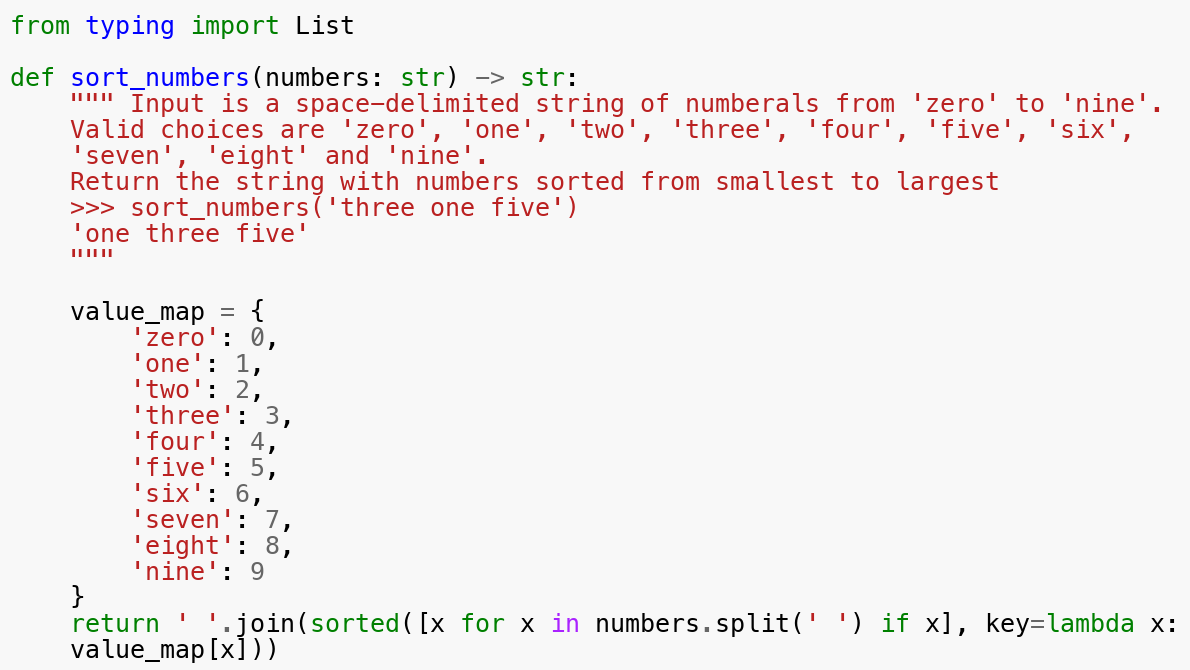 from typing import List

def sort_numbers(numbers: str) -> str:
    """ Input is a space-delimited string of numberals from 'zero' to 'nine'.
    Valid choices are 'zero', 'one', 'two', 'three', 'four', 'five', 'six',
    'seven', 'eight' and 'nine'.
    Return the string with numbers sorted from smallest to largest
    >>> sort_numbers('three one five')
    'one three five'
    """

    value_map = {
        'zero': 0,
        'one': 1,
        'two': 2,
        'three': 3,
        'four': 4,
        'five': 5,
        'six': 6,
        'seven': 7,
        'eight': 8,
        'nine': 9
    }
    return ' '.join(sorted([x for x in numbers.split(' ') if x], key=lambda x:
    value_map[x]))